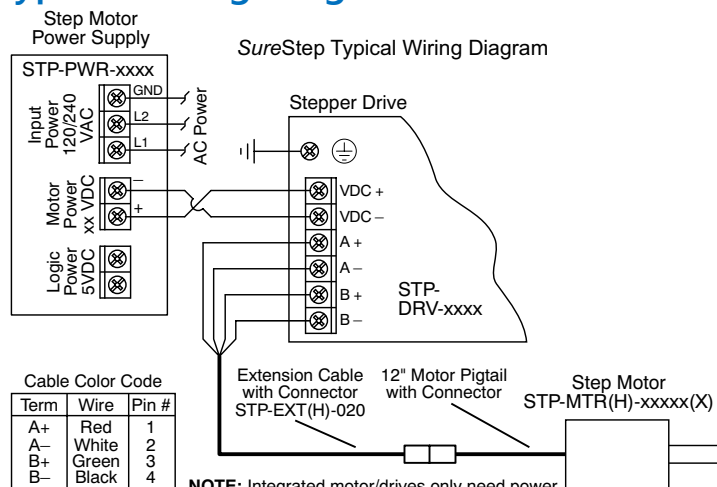 Step Motor
Power Supply
SureStep Typical Wiring Diagram
STP-PWR-xxxx
Input
Power
120/240
VAC
GND
L2
L1
AC Power
Motor
Power
xx VDC
–
+
Logic
Power
5VDC
Stepper Drive
VDC +
VDC –
A +
A –
B +
B –
STP-
DRV-xxxx
Cable Color Code
Term Wire Pin #
A+ Red 1
A– White 2
B+ Green 3
B– Black 4
Extension Cable
with Connector
STP-EXT(H)-020
12" Motor Pigtail
with Connector
Step Motor
STP-MTR(H)-xxxxx(X)
NOTE: Integrated motor/drives only need power